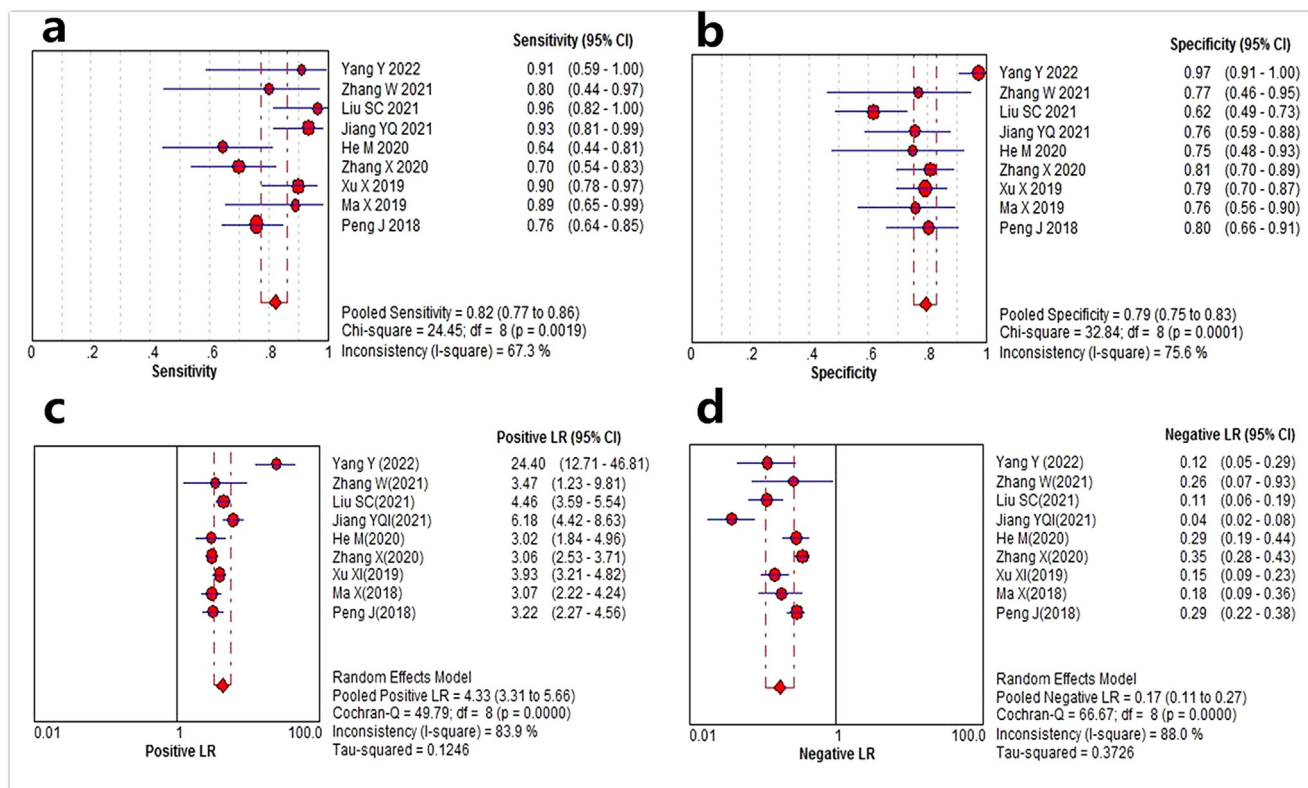 a
Sensitivity (95% CI)
Yang Y 2022 0.91 (0.59 - 1.00)
Zhang W 2021 0.80 (0.44 - 0.97)
Liu SC 2021 0.96 (0.82 - 1.00)
Jiang YQ 2021 0.93 (0.81 - 0.99)
He M 2020 0.64 (0.44 - 0.81)
Zhang X 2020 0.70 (0.54 - 0.83)
Xu X 2019 0.90 (0.78 - 0.97)
Ma X 2019 0.89 (0.65 - 0.99)
Peng J 2018 0.76 (0.64 - 0.85)
Pooled Sensitivity = 0.82 (0.77 to 0.86)
Chi-square = 24.45; df = 8 (p = 0.0019)
Inconsistency (I-square) = 67.3 %
0 .2 .4 .6 .8 1
Sensitivity
b
Specificity (95% CI)
Yang Y 2022 0.97 (0.91 - 1.00)
Zhang W 2021 0.77 (0.46 - 0.95)
Liu SC 2021 0.62 (0.49 - 0.73)
Jiang YQ 2021 0.76 (0.59 - 0.88)
He M 2020 0.75 (0.48 - 0.93)
Zhang X 2020 0.81 (0.70 - 0.89)
Xu X 2019 0.79 (0.70 - 0.87)
Ma X 2019 0.76 (0.56 - 0.90)
Peng J 2018 0.80 (0.66 - 0.91)
Pooled Specificity = 0.79 (0.75 to 0.83)
Chi-square = 32.84; df = 8 (p = 0.0001)
Inconsistency (I-square) = 75.6 %
0 .2 .4 .6 .8 1
Specificity
c
Positive LR (95% CI)
Yang Y (2022) 24.40 (12.71 - 46.81)
Zhang W(2021) 3.47 (1.23 - 9.81)
Liu SC(2021) 4.46 (3.59 - 5.54)
Jiang YQI(2021) 6.18 (4.42 - 8.63)
He M(2020) 3.02 (1.84 - 4.96)
Zhang X(2020) 3.06 (2.53 - 3.71)
Xu XI(2019) 3.93 (3.21 - 4.82)
Ma X(2018) 3.07 (2.22 - 4.24)
Peng J(2018) 3.22 (2.27 - 4.56)
Random Effects Model
Pooled Positive LR = 4.33 (3.31 to 5.66)
Cochran-Q = 49.79; df = 8 (p = 0.0000)
Inconsistency (I-square) = 83.9 %
Tau-squared = 0.1246
0.01 1 100.0
Positive LR
d
Negative LR (95% CI)
Yang Y (2022) 0.12 (0.05 - 0.29)
Zhang W(2021) 0.26 (0.07 - 0.93)
Liu SC(2021) 0.11 (0.06 - 0.19)
Jiang YQI(2021) 0.04 (0.02 - 0.08)
He M(2020) 0.29 (0.19 - 0.44)
Zhang X(2020) 0.35 (0.28 - 0.43)
Xu XI(2019) 0.15 (0.09 - 0.23)
Ma X(2018) 0.18 (0.09 - 0.36)
Peng J(2018) 0.29 (0.22 - 0.38)
Random Effects Model
Pooled Negative LR = 0.17 (0.11 to 0.27)
Cochran-Q = 66.67; df = 8 (p = 0.0000)
Inconsistency (I-square) = 88.0 %
Tau-squared = 0.3726
0.01 1 100.0
Negative LR